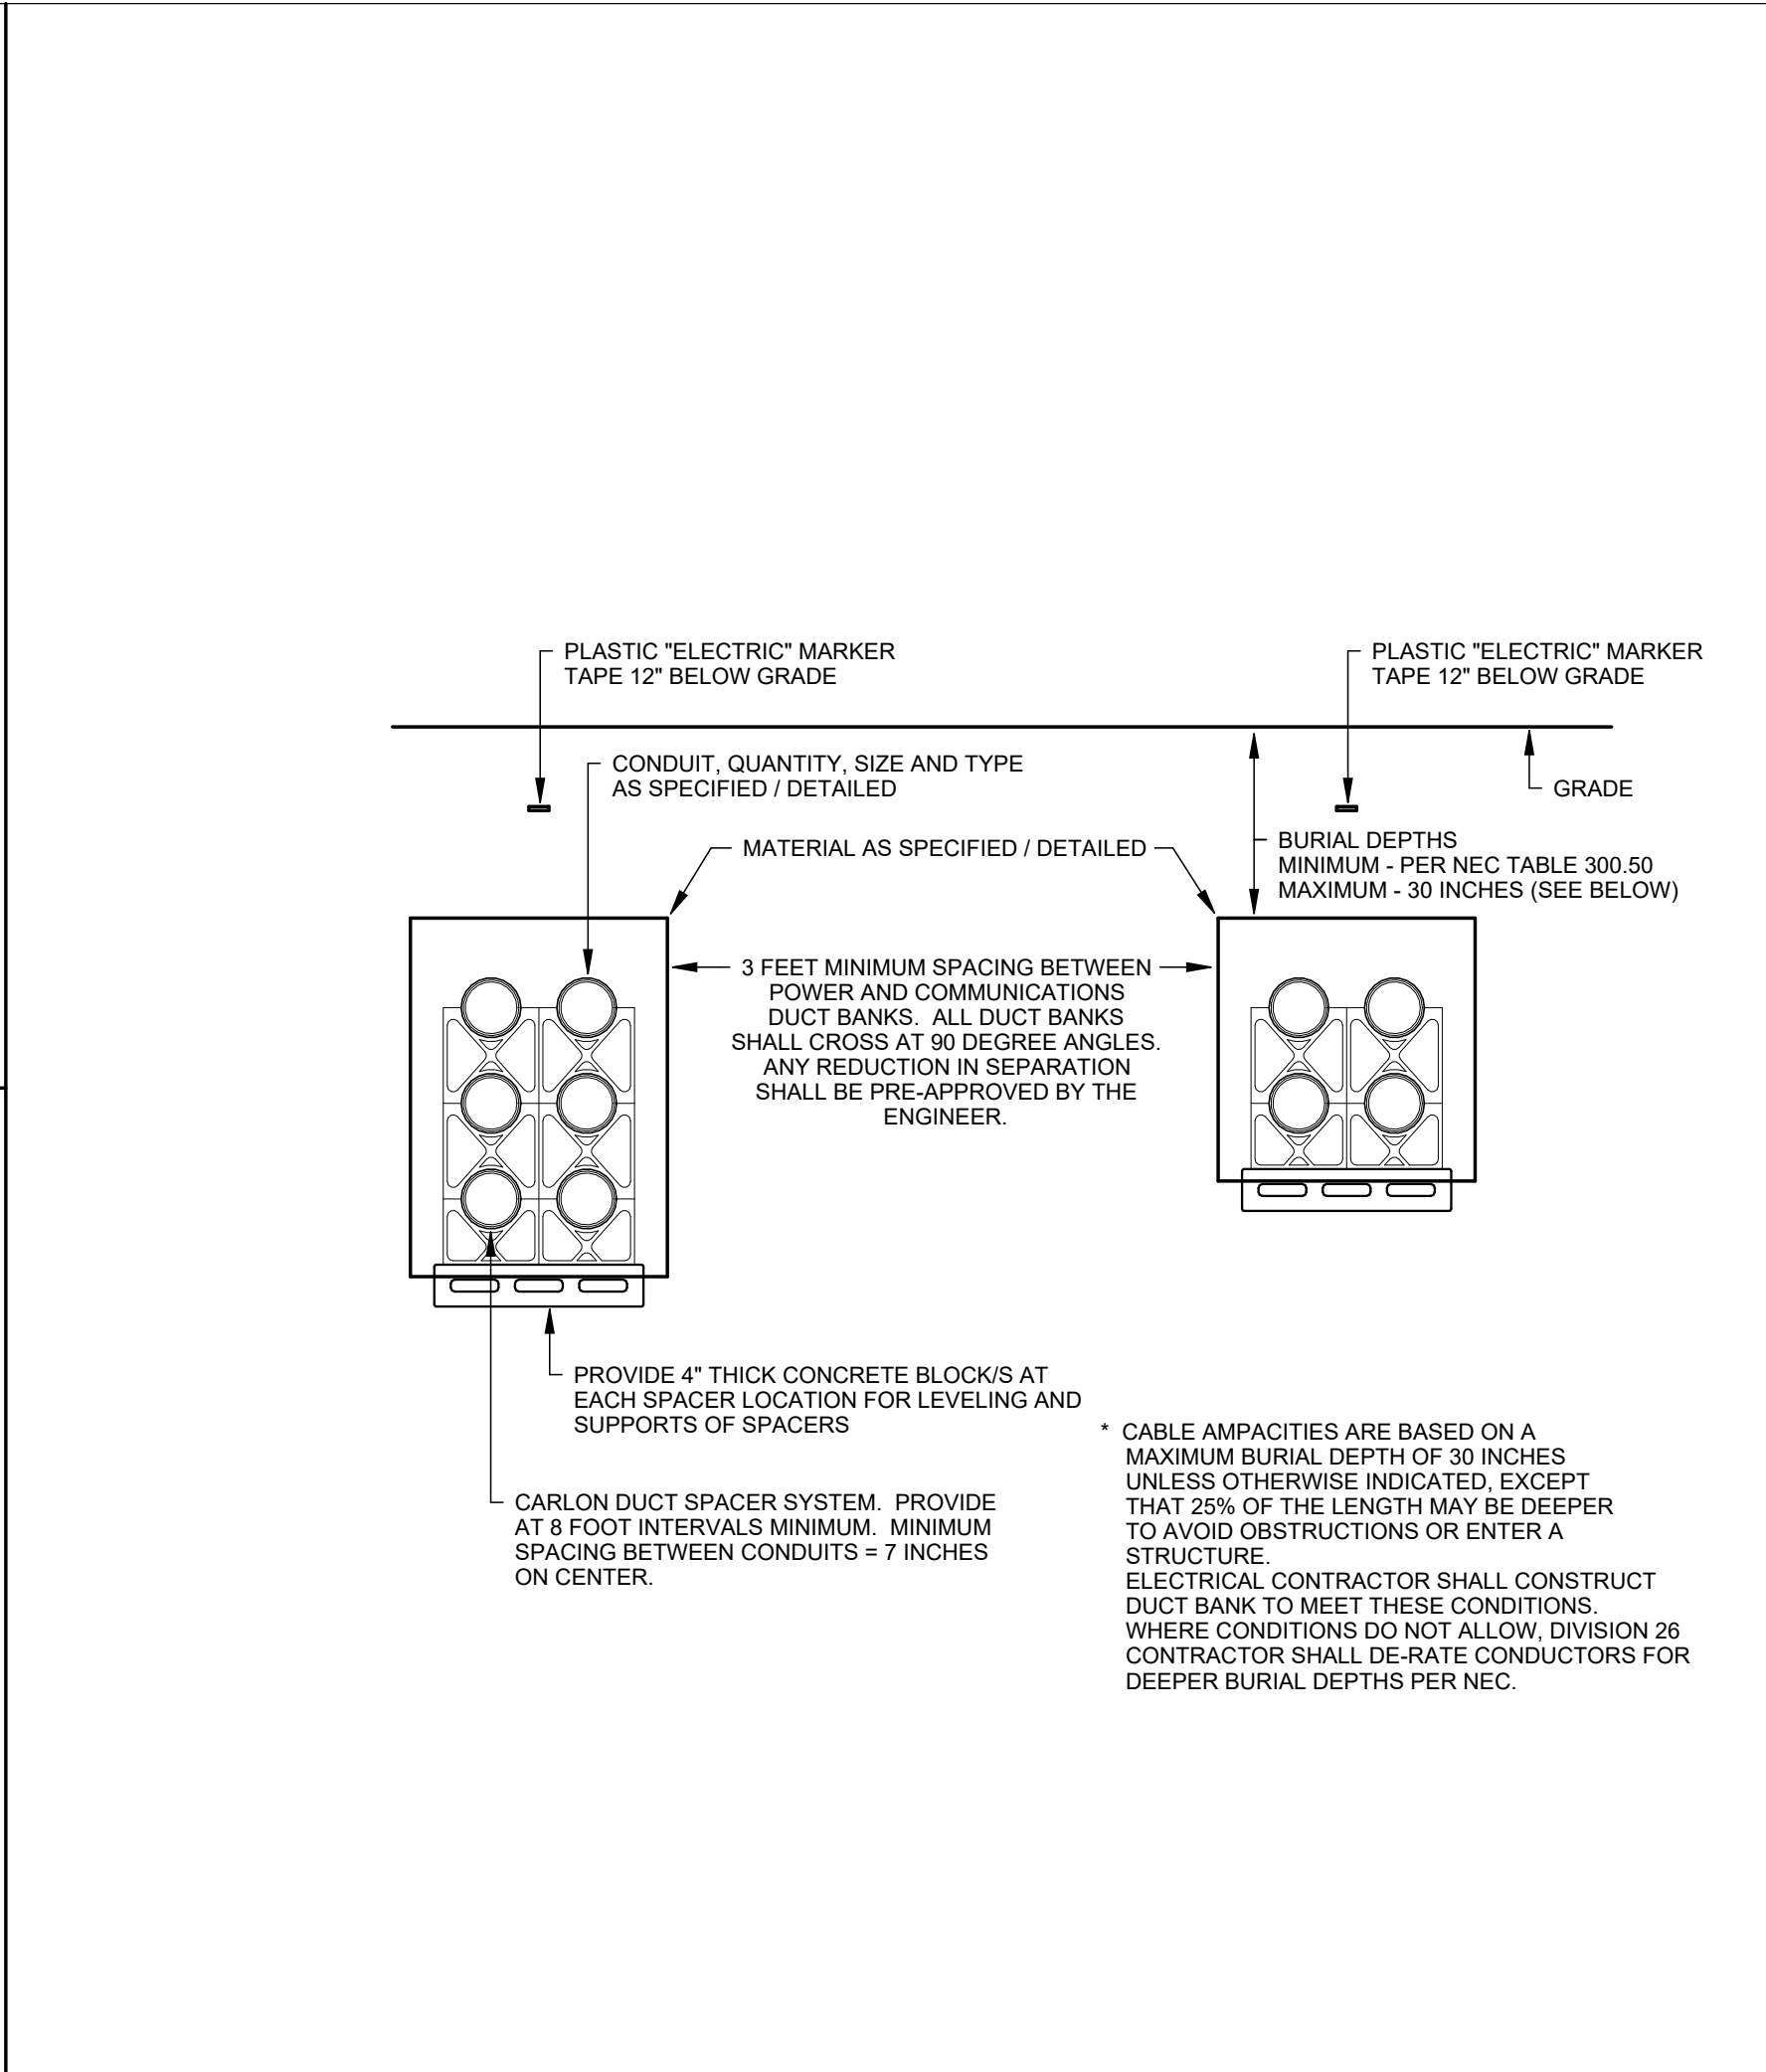 PLASTIC "ELECTRIC" MARKER
TAPE 12" BELOW GRADE
PLASTIC "ELECTRIC" MARKER
TAPE 12" BELOW GRADE
CONDUIT, QUANTITY, SIZE AND TYPE
AS SPECIFIED / DETAILED
GRADE
MATERIAL AS SPECIFIED / DETAILED
BURIAL DEPTHS
MINIMUM - PER NEC TABLE 300.50
MAXIMUM - 30 INCHES (SEE BELOW)
3 FEET MINIMUM SPACING BETWEEN
POWER AND COMMUNICATIONS
DUCT BANKS. ALL DUCT BANKS
SHALL CROSS AT 90 DEGREE ANGLES.
ANY REDUCTION IN SEPARATION
SHALL BE PRE-APPROVED BY THE
ENGINEER.
PROVIDE 4" THICK CONCRETE BLOCK/S AT
EACH SPACER LOCATION FOR LEVELING AND
SUPPORTS OF SPACERS
CARLON DUCT SPACER SYSTEM. PROVIDE
AT 8 FOOT INTERVALS MINIMUM. MINIMUM
SPACING BETWEEN CONDUITS = 7 INCHES
ON CENTER.
* CABLE AMPACITIES ARE BASED ON A
MAXIMUM BURIAL DEPTH OF 30 INCHES
UNLESS OTHERWISE INDICATED, EXCEPT
THAT 25% OF THE LENGTH MAY BE DEEPER
TO AVOID OBSTRUCTIONS OR ENTER A
STRUCTURE.
ELECTRICAL CONTRACTOR SHALL CONSTRUCT
DUCT BANK TO MEET THESE CONDITIONS.
WHERE CONDITIONS DO NOT ALLOW, DIVISION 26
CONTRACTOR SHALL DE-RATE CONDUCTORS FOR
DEEPER BURIAL DEPTHS PER NEC.